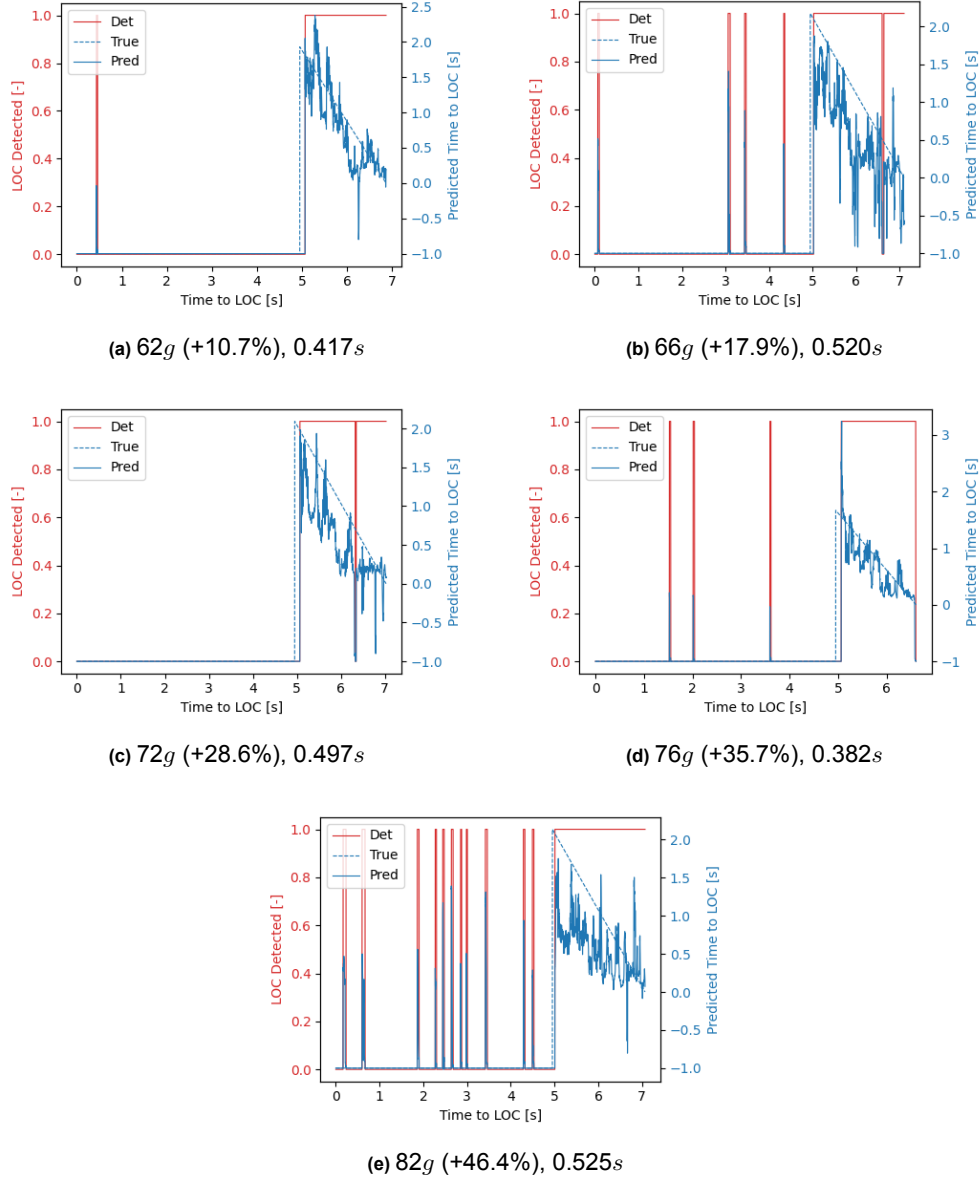 Det
True
Pred
LOC Detected [-]
1.0
0.8
0.6
0.4
0.2
0.0
2.5
2.0
1.5
1.0
0.5
0.0
−0.5
−1.0
Predicted Time to LOC [s]
0 1 2 3 4 5 6 7
Time to LOC [s]
(a) 62g (+10.7%), 0.417s
Det
True
Pred
LOC Detected [-]
1.0
0.8
0.6
0.4
0.2
0.0
2.0
1.5
1.0
0.5
0.0
−0.5
−1.0
Predicted Time to LOC [s]
0 1 2 3 4 5 6 7
Time to LOC [s]
(b) 66g (+17.9%), 0.520s
Det
True
Pred
LOC Detected [-]
1.0
0.8
0.6
0.4
0.2
0.0
2.0
1.5
1.0
0.5
0.0
−0.5
−1.0
Predicted Time to LOC [s]
0 1 2 3 4 5 6 7
Time to LOC [s]
(c) 72g (+28.6%), 0.497s
Det
True
Pred
LOC Detected [-]
1.0
0.8
0.6
0.4
0.2
0.0
3
2
1
0
−1
Predicted Time to LOC [s]
0 1 2 3 4 5 6
Time to LOC [s]
(d) 76g (+35.7%), 0.382s
Det
True
Pred
LOC Detected [-]
1.0
0.8
0.6
0.4
0.2
0.0
2.0
1.5
1.0
0.5
0.0
−0.5
−1.0
Predicted Time to LOC [s]
0 1 2 3 4 5 6 7
Time to LOC [s]
(e) 82g (+46.4%), 0.525s